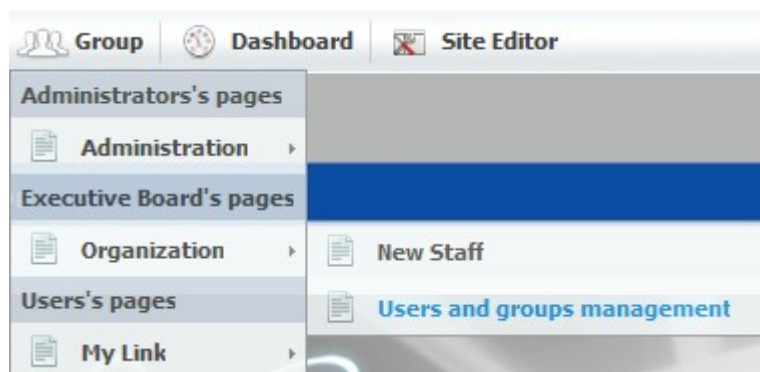 Group Dashboard Site Editor
Administrators's pages
Administration
Executive Board's pages
Organization
New Staff
Users's pages
Users and groups management
My Link